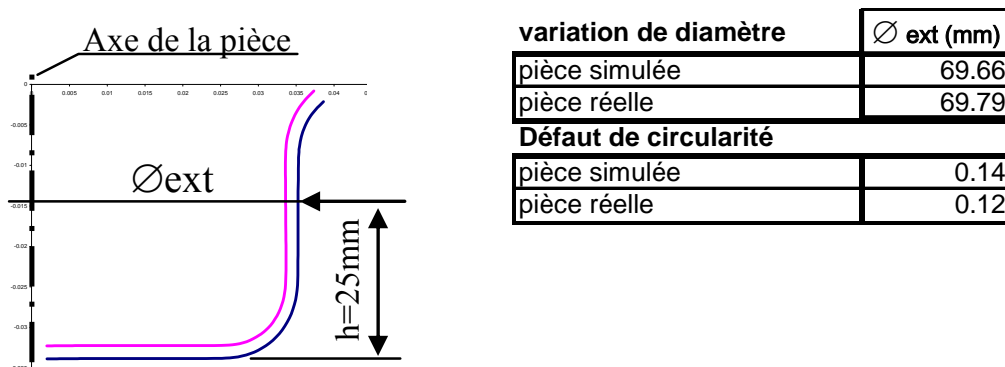 Axe de la pièce
0 0.005 0.01 0.015 0.02 0.025 0.03 0.035 0.04
0
-0.005
-0.01
-0.015
-0.02
-0.025
-0.03
∅ext
h=25mm
variation de diamètre ∅ ext (mm)
pièce simulée 69.66
pièce réelle 69.79
Défaut de circularité
pièce simulée 0.14
pièce réelle 0.12